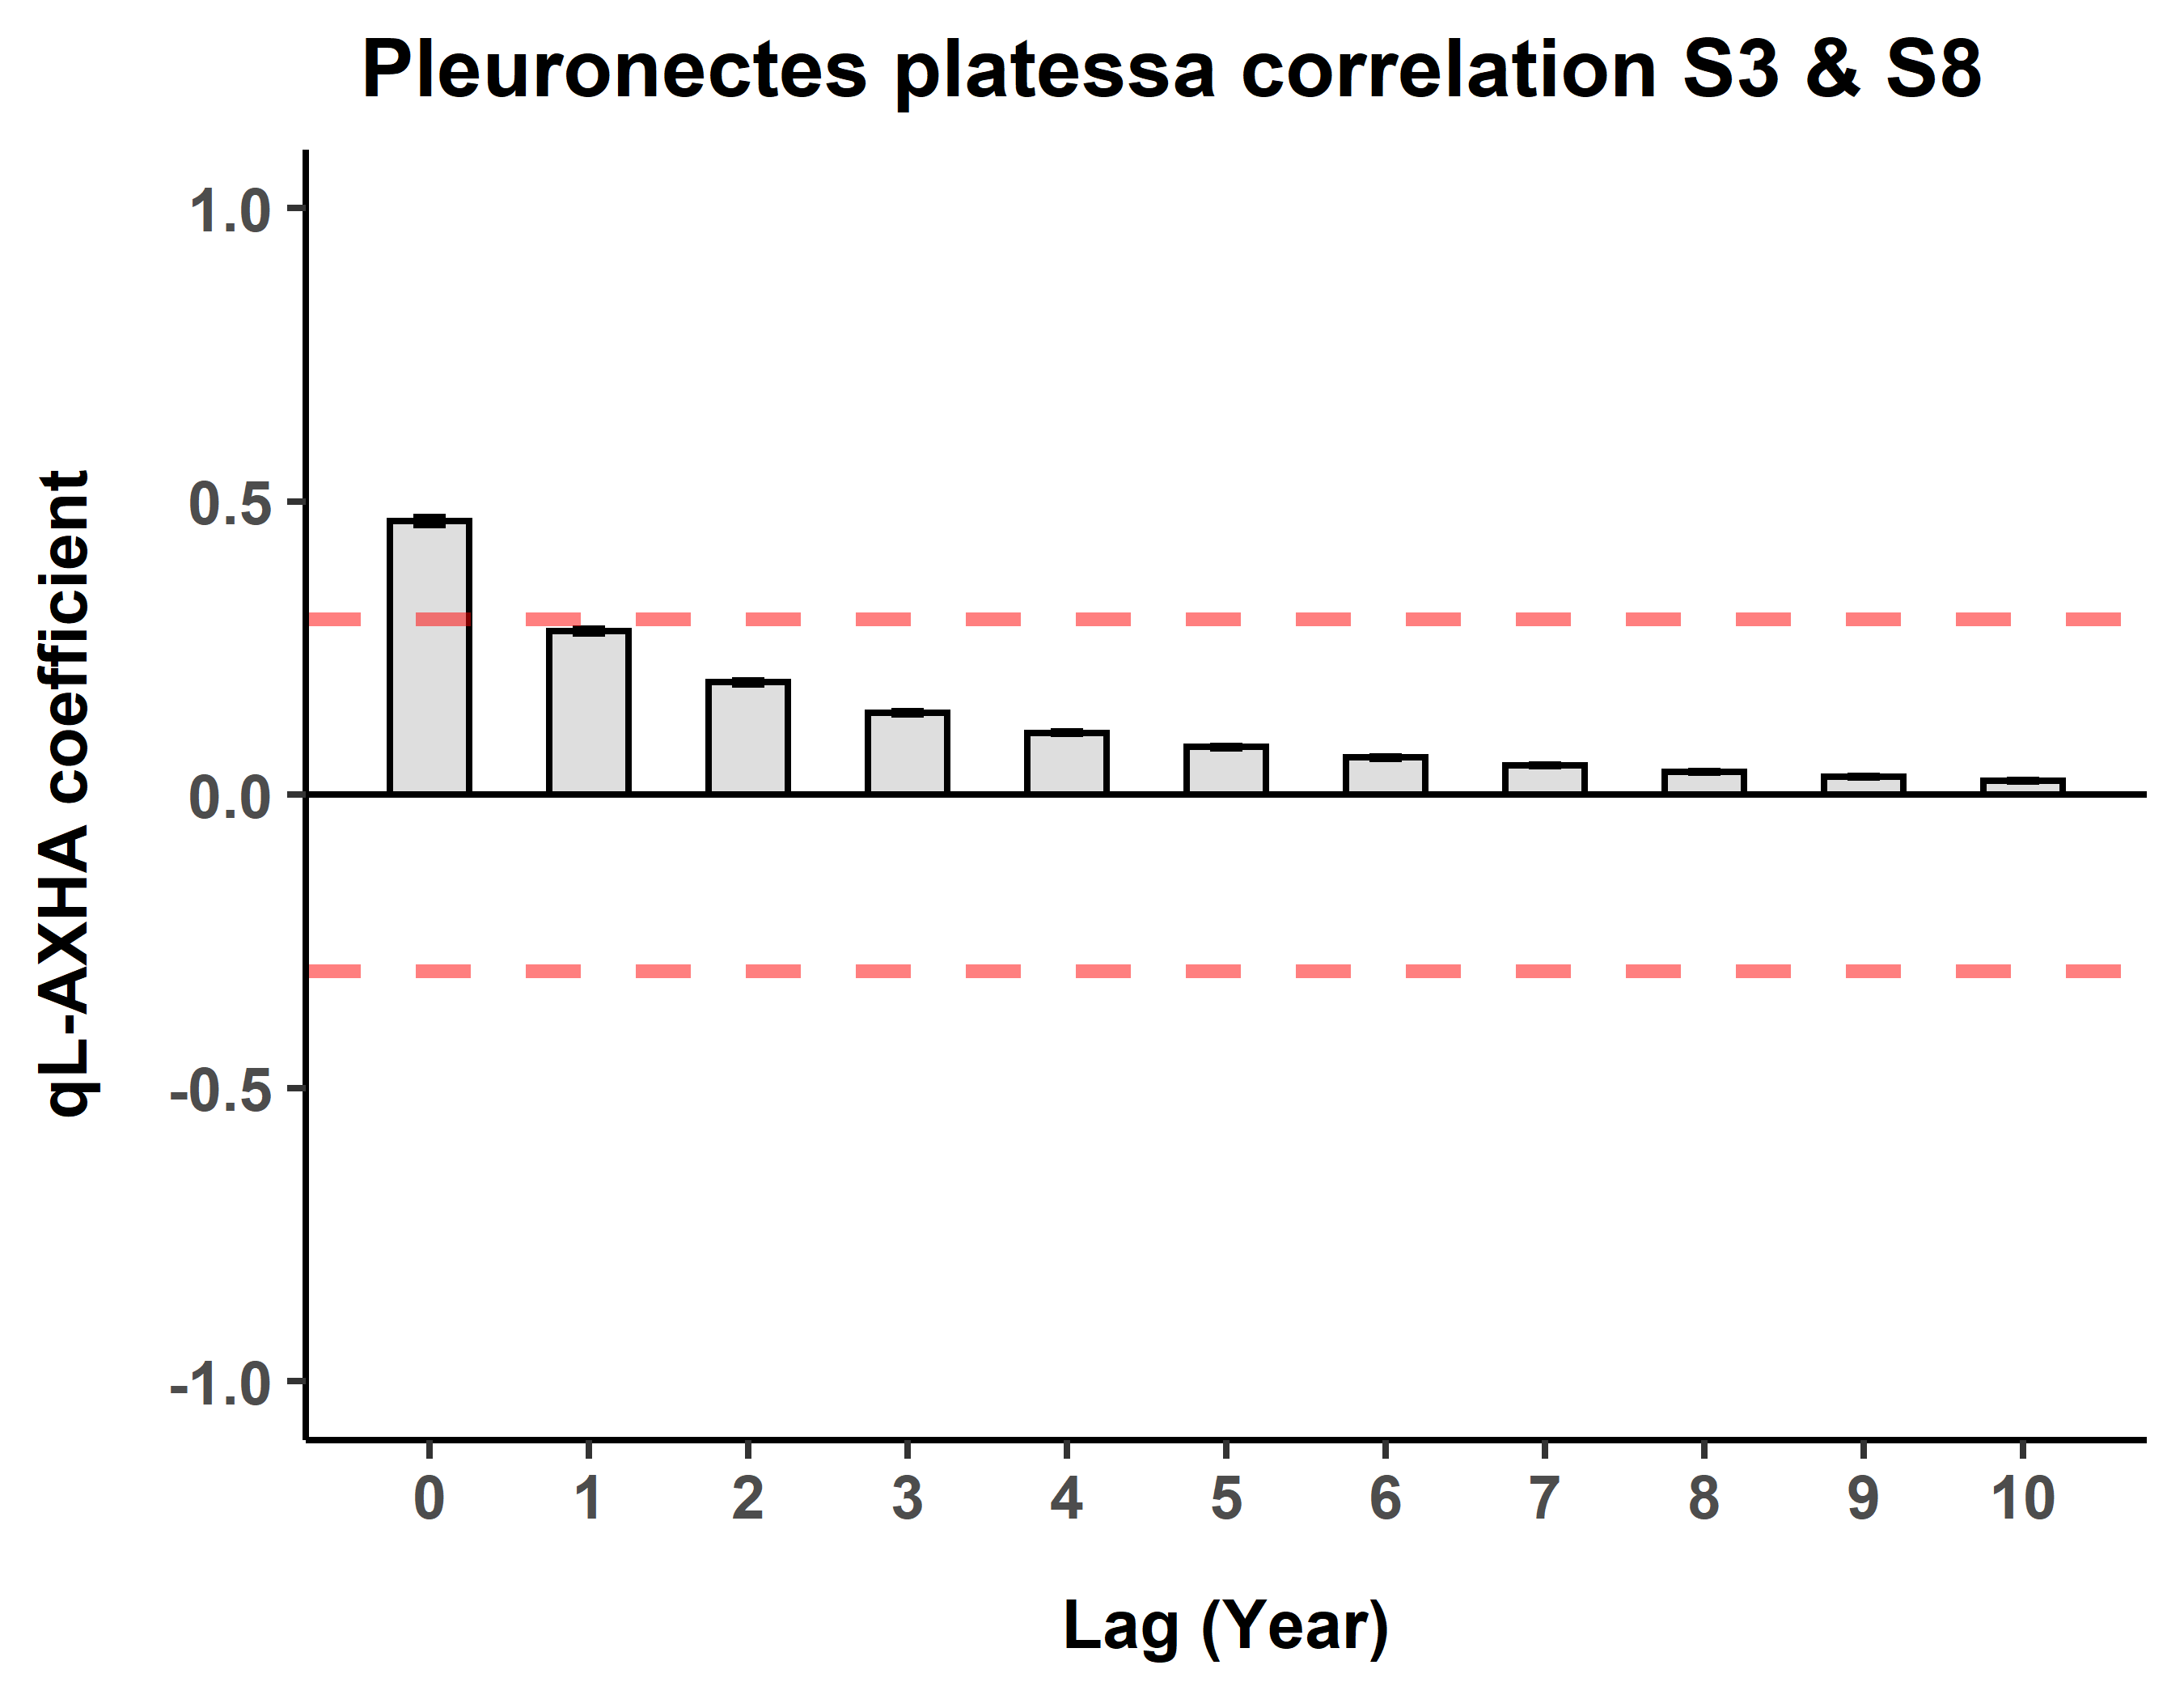 Pleuronectes platessa correlation S3 & S8
qL-AXHA coefficient
1.0
0.5
0.0
-0.5
-1.0
0 1 2 3 4 5 6 7 8 9 10
Lag (Year)